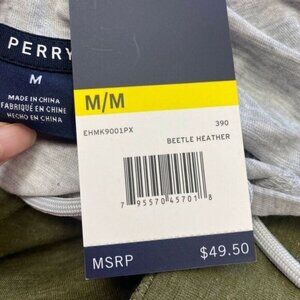 PERRY
M
MADE IN CHINA
FABRIQUÉ EN CHINE
HECHO EN CHINA
M/M
EHMK9001PX 390
BEETLE HEATHER
7 95570 45701 8
MSRP $49.50